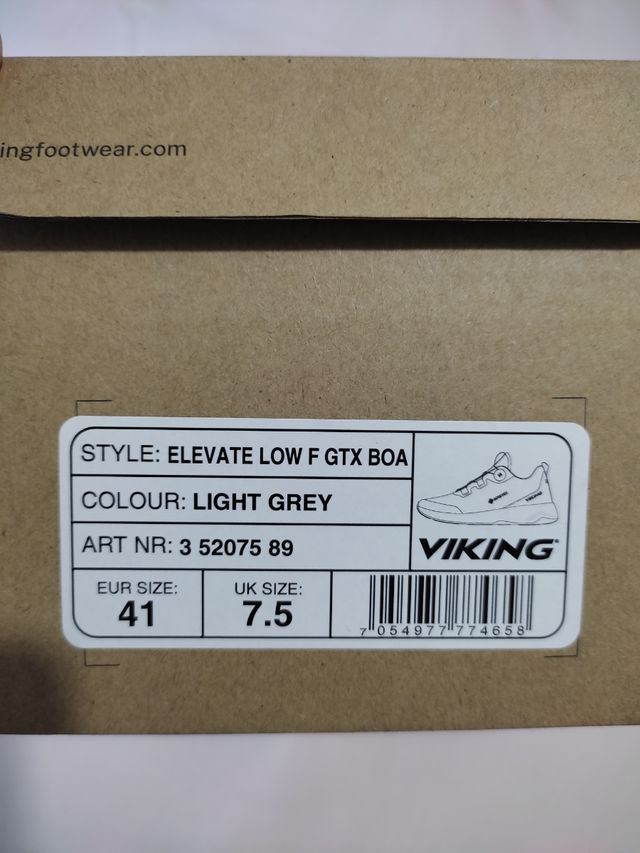 ingfootwear.com
STYLE: ELEVATE LOW F GTX BOA
COLOUR: LIGHT GREY
ART NR: 3 52075 89
VIKING®
EUR SIZE:
41
UK SIZE:
7.5
7 054977 774658